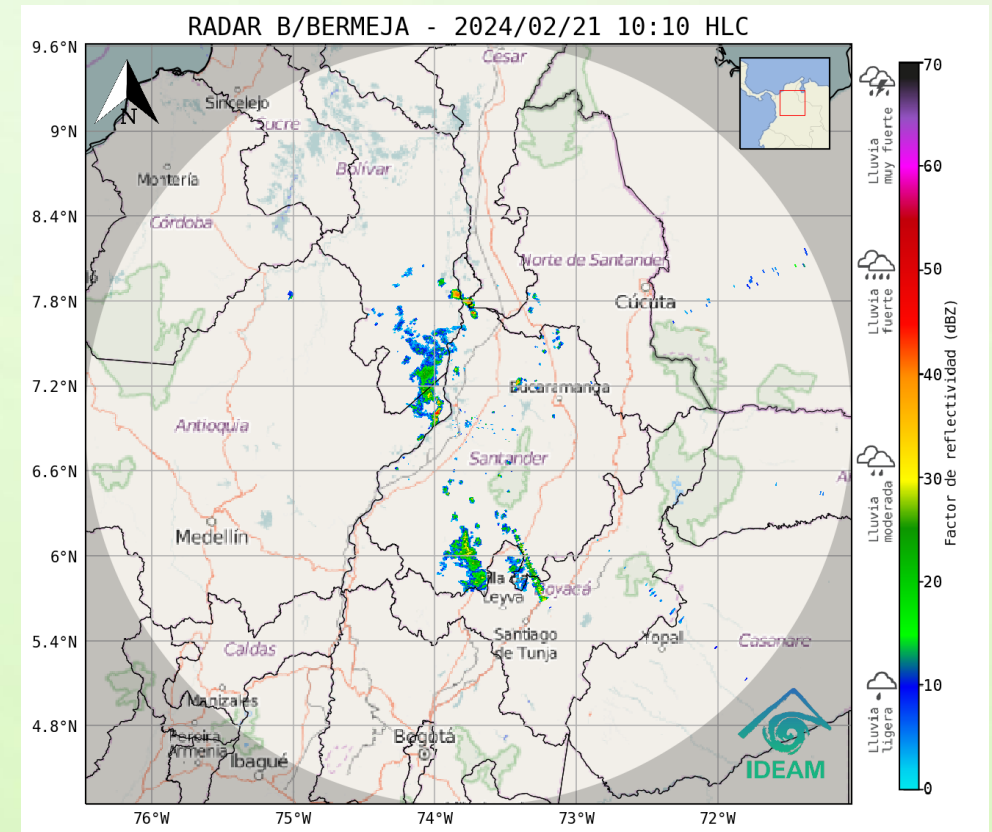 RADAR B/BERMEJA - 2024/02/21 10:10 HLC
9.6°N
9°N
8.4°N
7.8°N
7.2°N
6.6°N
6°N
5.4°N
4.8°N
76°W
75°W
74°W
73°W
72°W
N
Cesar
Sincelejo
Sucre
Bolívar
Montería
Córdoba
Norte de Santander
Cúcuta
Bucaramanga
Antioquia
Santander
Medellín
Leyva
Boyacá
Santiago
de Tunja
Yopal
Casanare
Caldas
Manizales
Pereira
Armenia
Ibagué
Bogotá
IDEAM
Lluvia
muy fuerte
Lluvia
fuerte
Lluvia
moderada
Lluvia
ligera
70
60
50
40
30
20
10
0
Factor de reflectividad (dBZ)